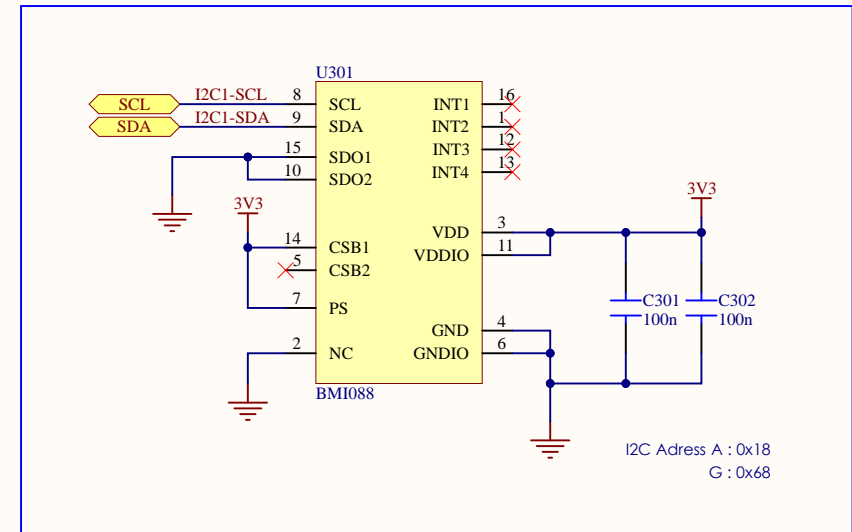 U301
SCL I2C1-SCL 8 SCL INT1 16
SDA I2C1-SDA 9 SDA INT2 1
15 SDO1 INT3 12
10 SDO2 INT4 13
3V3
3V3
VDD 3
14 CSB1 VDDIO 11
5 CSB2
7 PS C301 C302
100n 100n
GND 4
2 NC GNDIO 6
BMI088
I2C Adress A : 0x18
G : 0x68